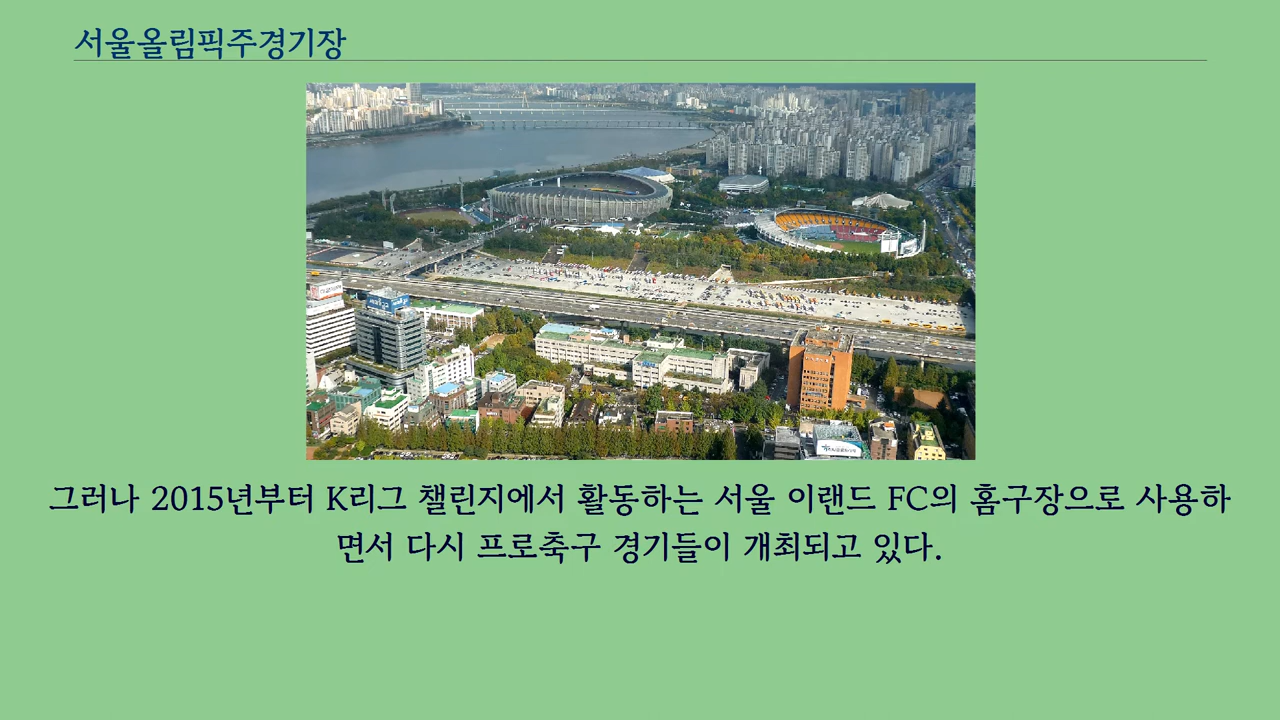 서울올림픽주경기장
그러나 2015년부터 K리그 챌린지에서 활동하는 서울 이랜드 FC의 홈구장으로 사용하
면서 다시 프로축구 경기들이 개최되고 있다.